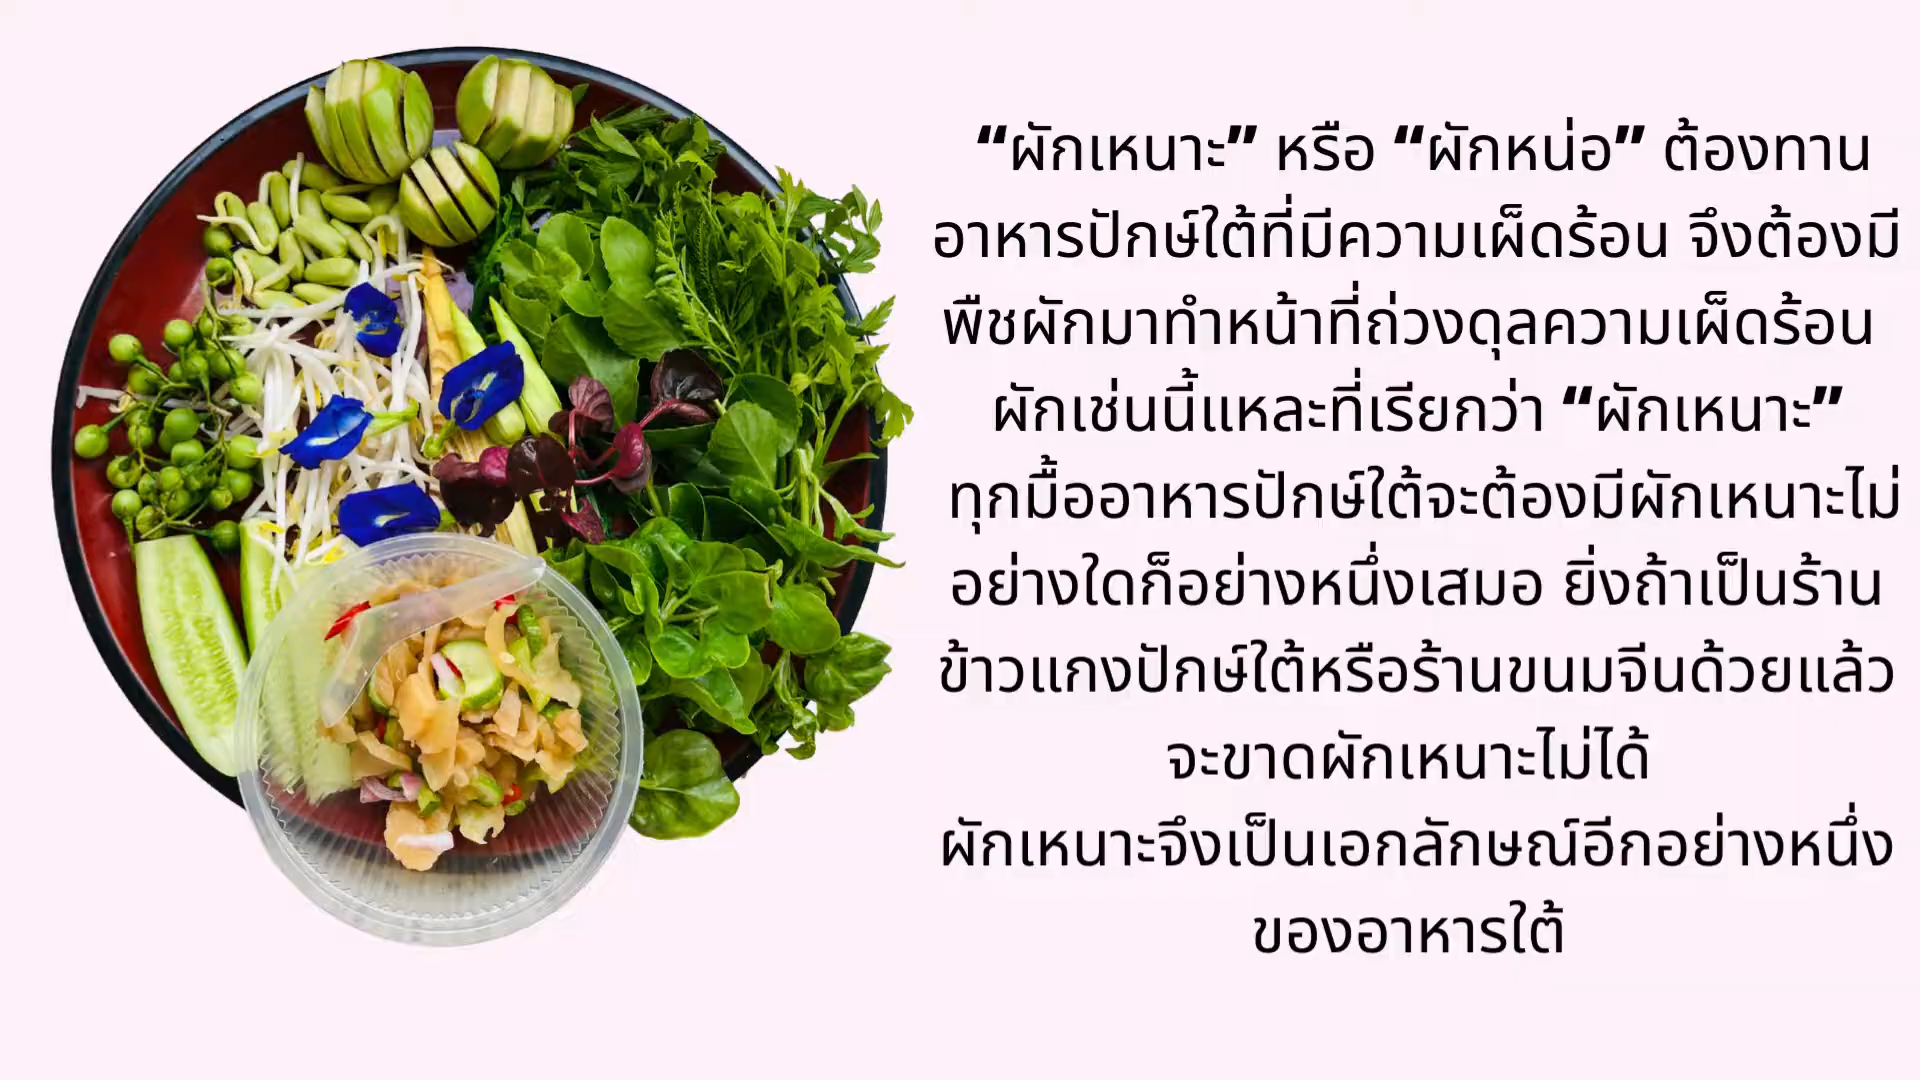 “ผักเหนาะ” หรือ “ผักหน่อ” ต้องทาน
อาหารปักษ์ใต้ที่มีความเผ็ดร้อน จึงต้องมี
พืชผักมาทำหน้าที่ถ่วงดุลความเผ็ดร้อน
ผักเช่นนี้แหละที่เรียกว่า “ผักเหนาะ”
ทุกมื้ออาหารปักษ์ใต้จะต้องมีผักเหนาะไม่
อย่างใดก็อย่างหนึ่งเสมอ ยิ่งถ้าเป็นร้าน
ข้าวแกงปักษ์ใต้หรือร้านขนมจีนด้วยแล้ว
จะขาดผักเหนาะไม่ได้
ผักเหนาะจึงเป็นเอกลักษณ์อีกอย่างหนึ่ง
ของอาหารใต้